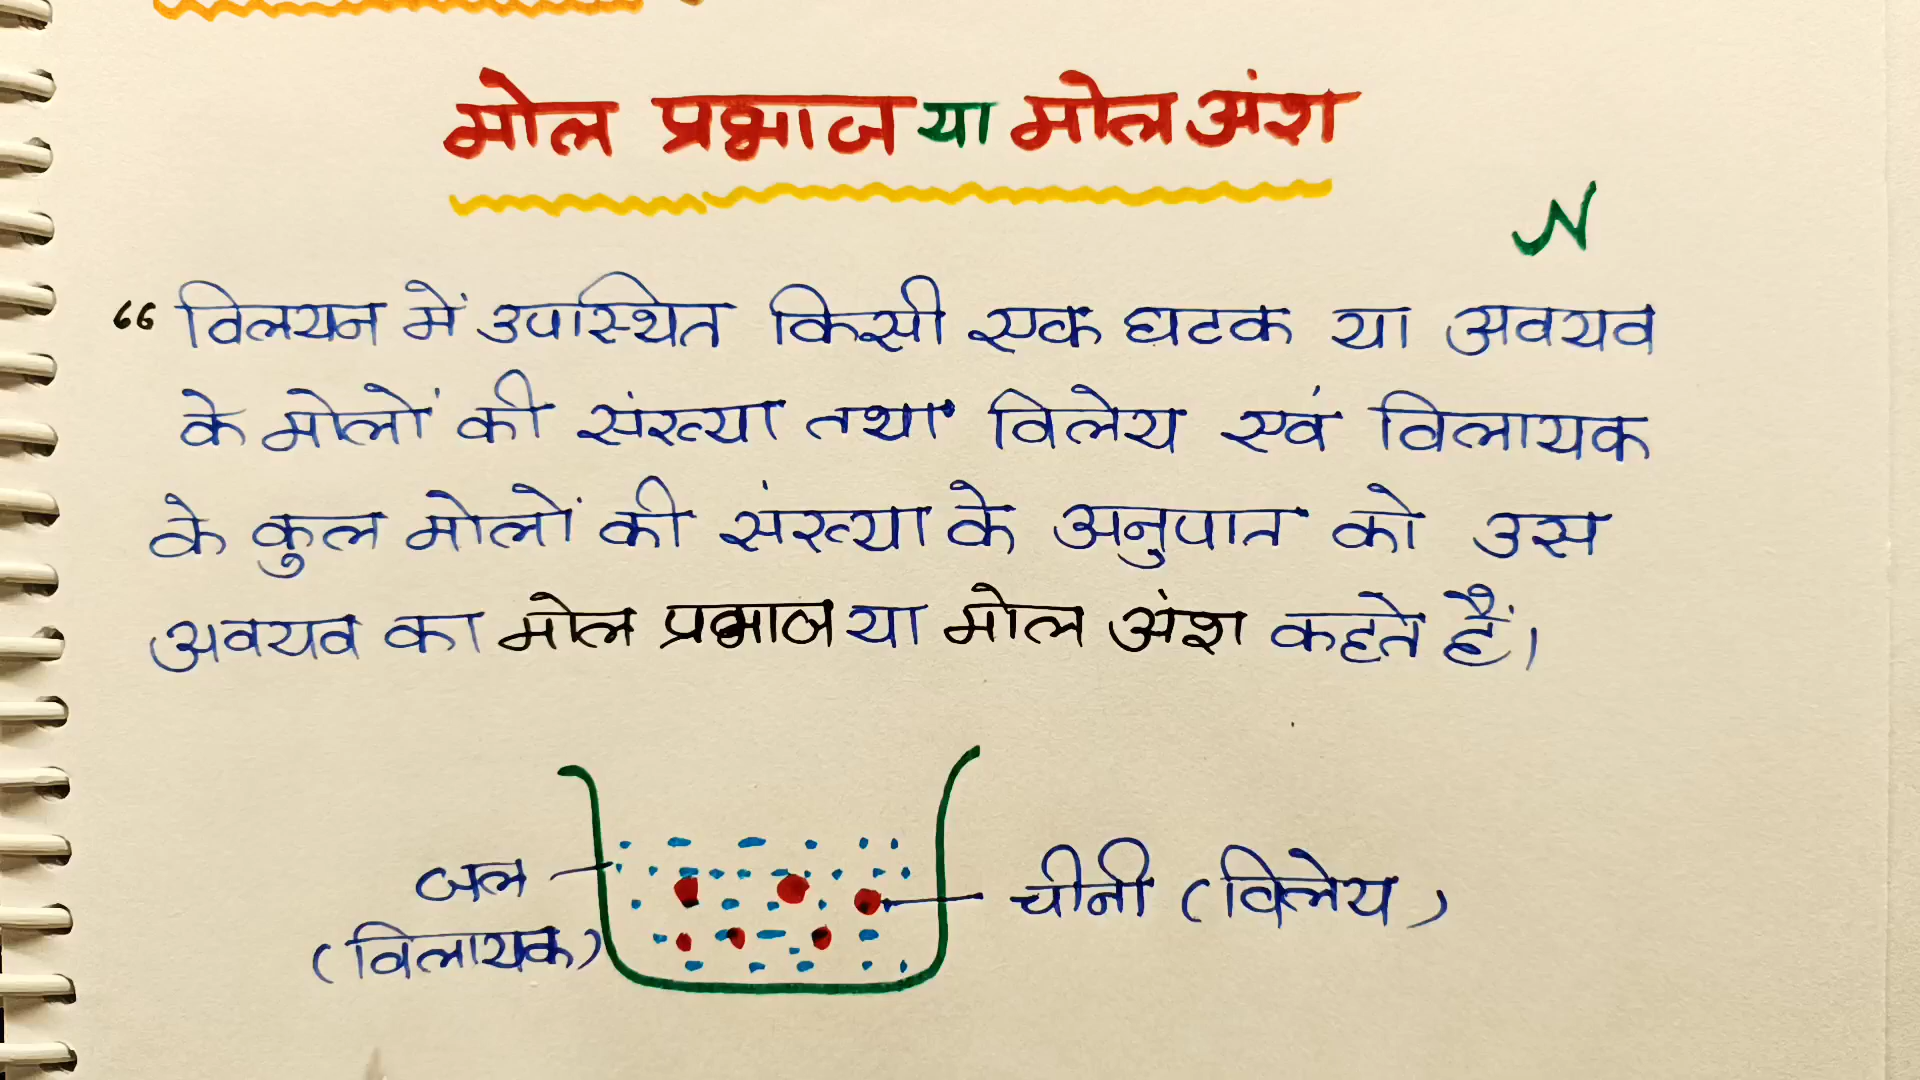 मोल प्रभाज या मोल अंश
N
“ विलयन में उपस्थित किसी एक घटक या अवयव
के मोलों की संख्या तथा विलेय एवं विलायक
के कुल मोलों की संख्या के अनुपात को उस
अवयव का मोल प्रभाज या मोल अंश कहते हैं।
जल
(विलायक)
चीनी (विलेय)